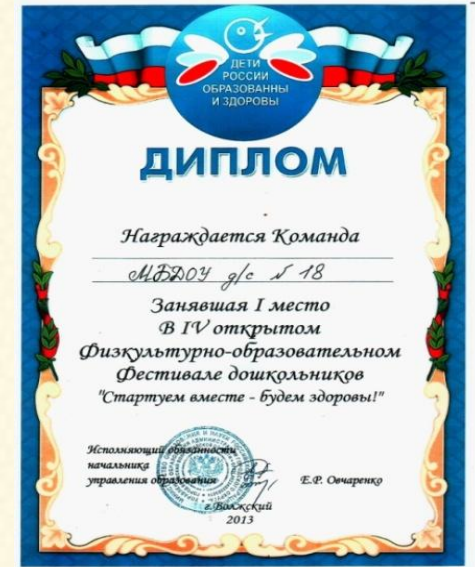 ДЕТИ
РОССИИ
ОБРАЗОВАННЫ
И ЗДОРОВЫ
ДИПЛОМ
Награждается Команда
МБДОУ д/с № 18
Занявшая I место
В IV открытом
Физкультурно-образовательном
Фестивале дошкольников
"Стартуем вместе - будем здоровы!"
Исполняющий обязанности
начальника
управления образования Е.Р. Овчаренко
г.Волжский
2013